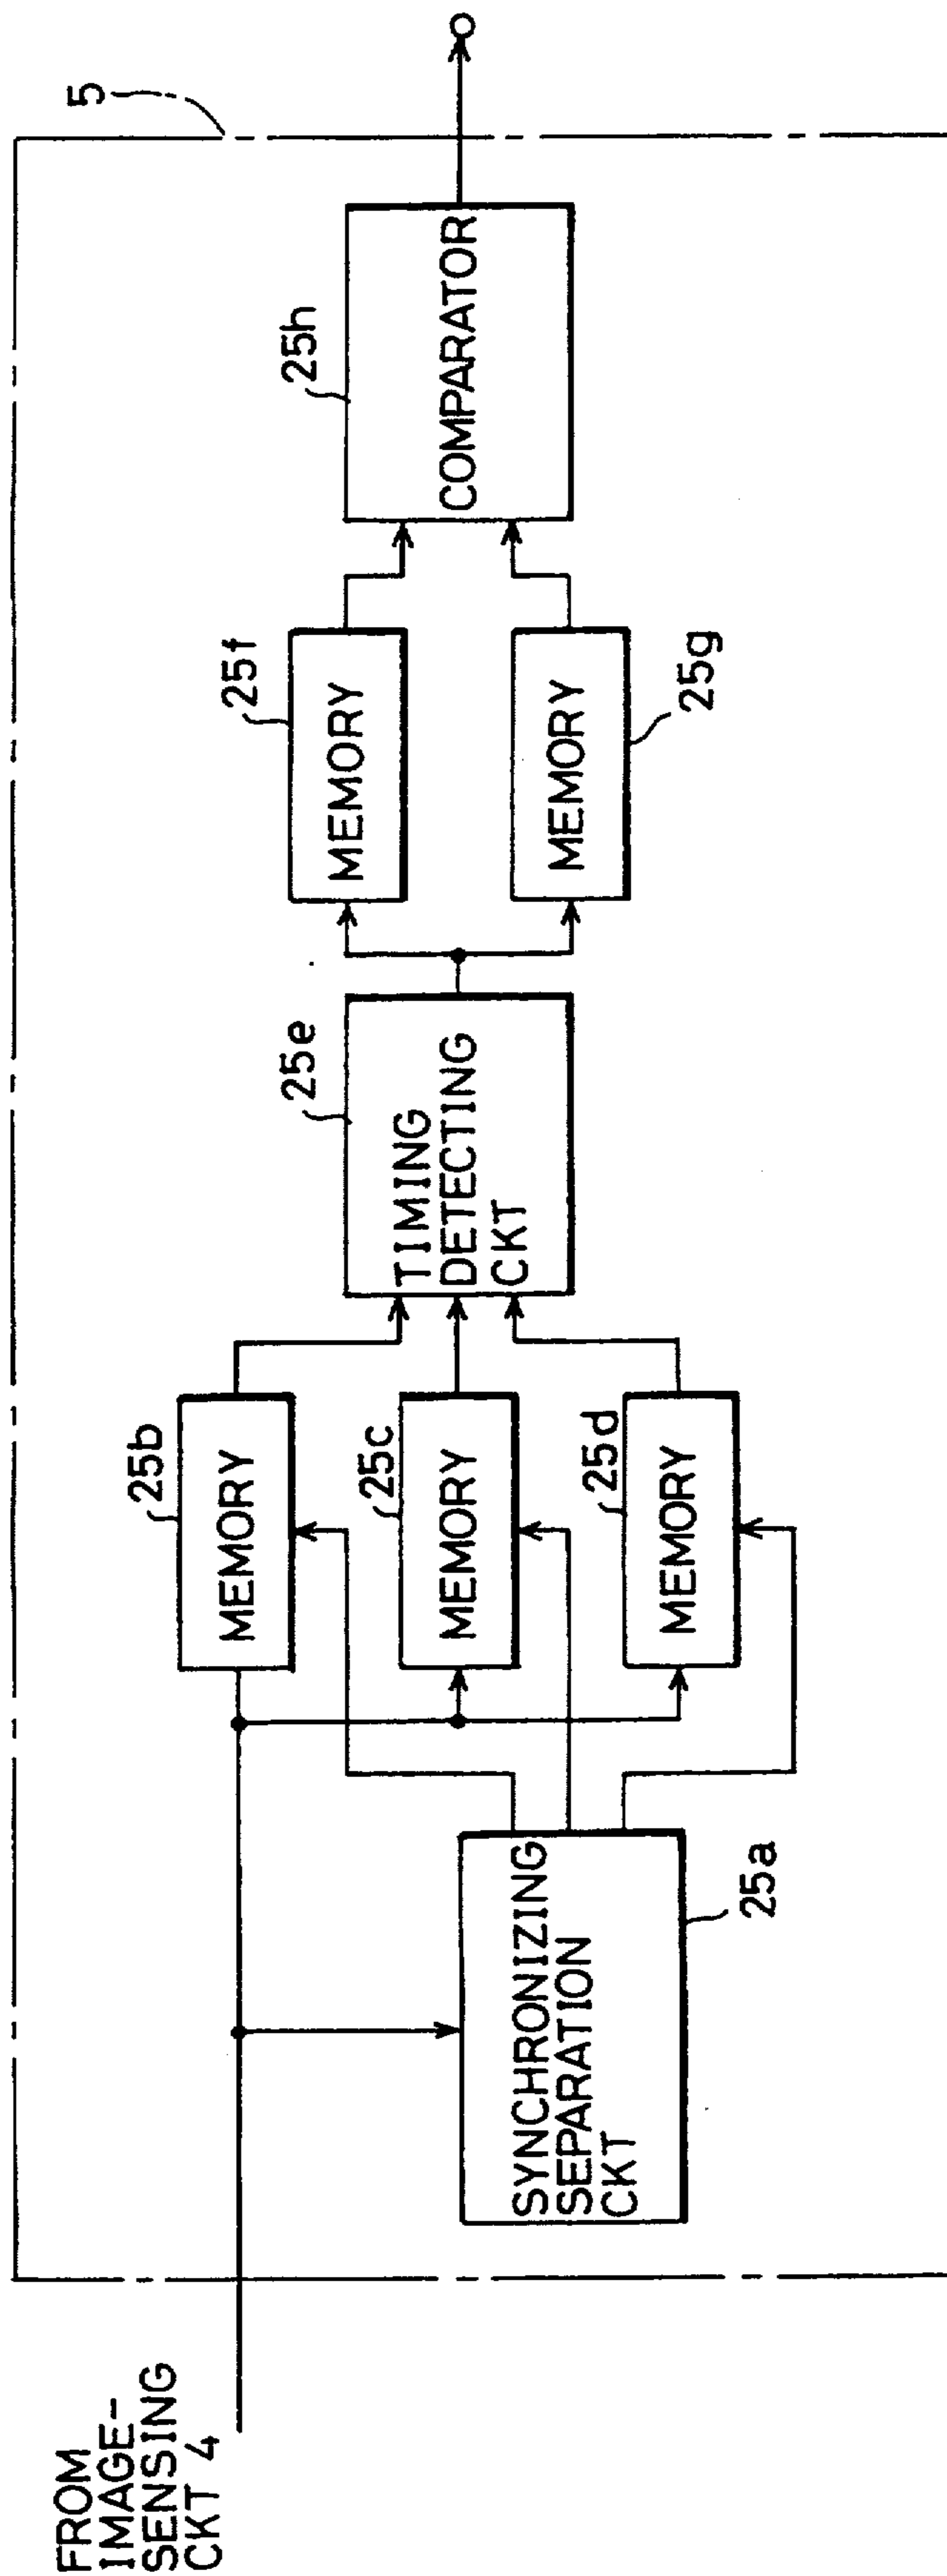 FROM
IMAGE-
SENSING
CKT 4
5
SYNCHRONIZING
SEPARATION
CKT
25a
25b
MEMORY
25c
MEMORY
25d
MEMORY
25e
TIMING
DETECTING
CKT
25f
MEMORY
MEMORY
25g
25h
COMPARATOR